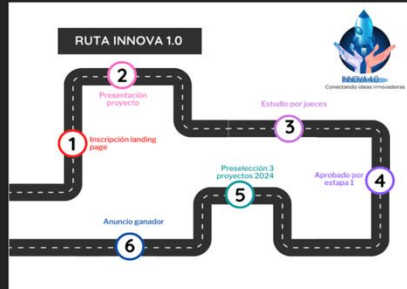 RUTA INNOVA 1.0
INNOVA 4.0
Conectando ideas innovadoras
2
Presentación
proyecto
Estudio por jueces
3
1
Inscripción landing
page
Preselección 3
proyectos 2024
5
Aprobado por
estapa 1
4
Anuncio ganador
6